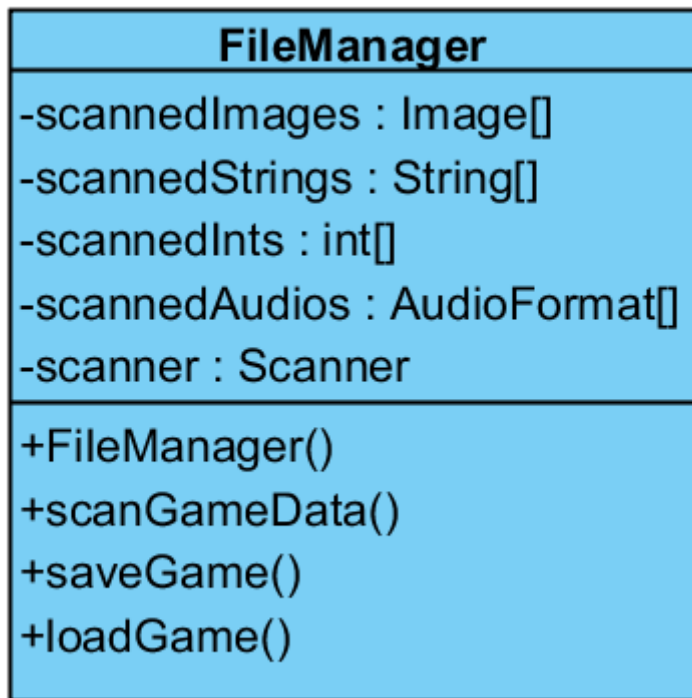 FileManager
-scannedImages : Image[]
-scannedStrings : String[]
-scannedInts : int[]
-scannedAudios : AudioFormat[]
-scanner : Scanner
+FileManager()
+scanGameData()
+saveGame()
+loadGame()